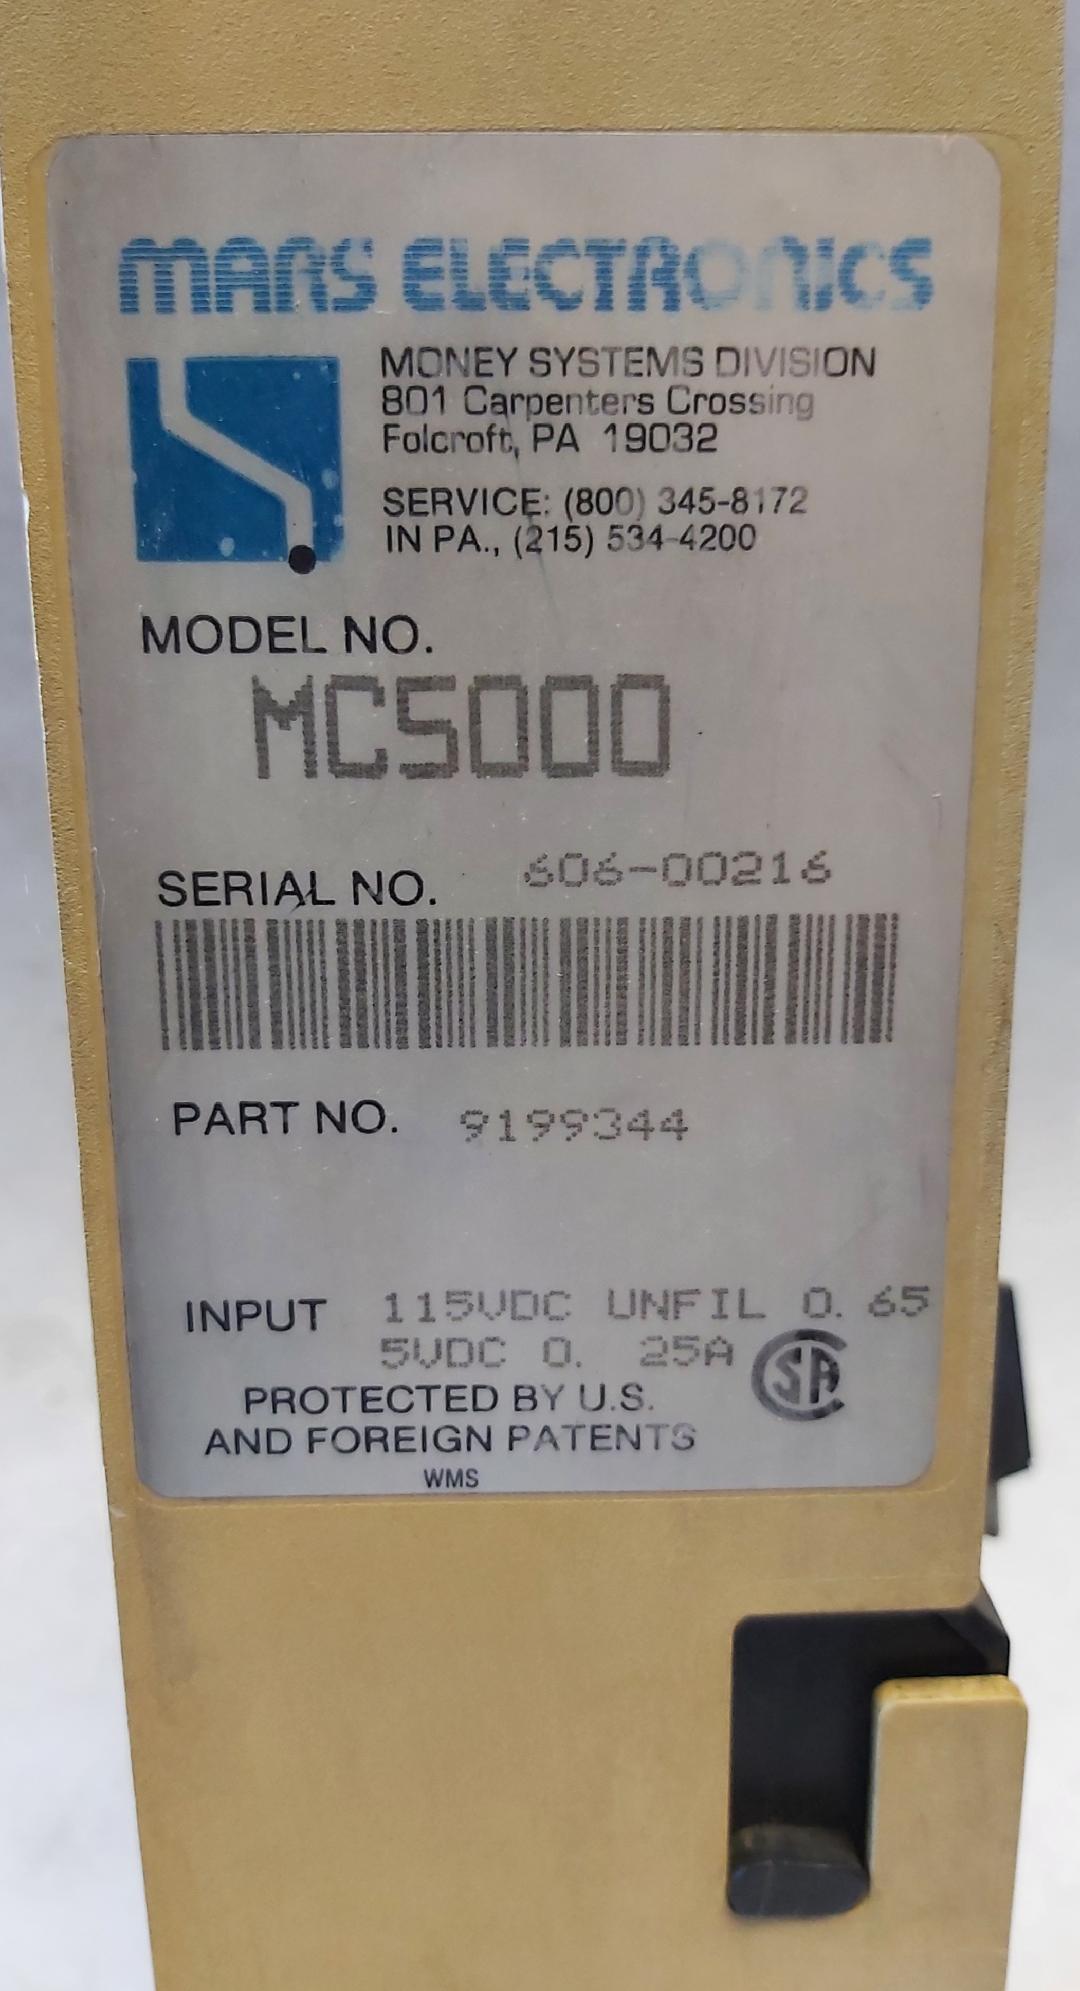 MARS ELECTRONICS
MONEY SYSTEMS DIVISION
801 Carpenters Crossing
Folcroft, PA 19032
SERVICE: (800) 345-8172
IN PA., (215) 534-4200
MODEL NO.
MC5000
SERIAL NO. 606-00216
PART NO. 9199344
INPUT 115VDC UNFIL 0. 65
5VDC 0. 25A
SA
PROTECTED BY U.S.
AND FOREIGN PATENTS
WMS